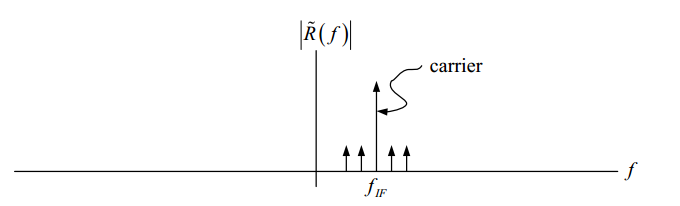 |R̃(f)|
carrier
f
f_IF